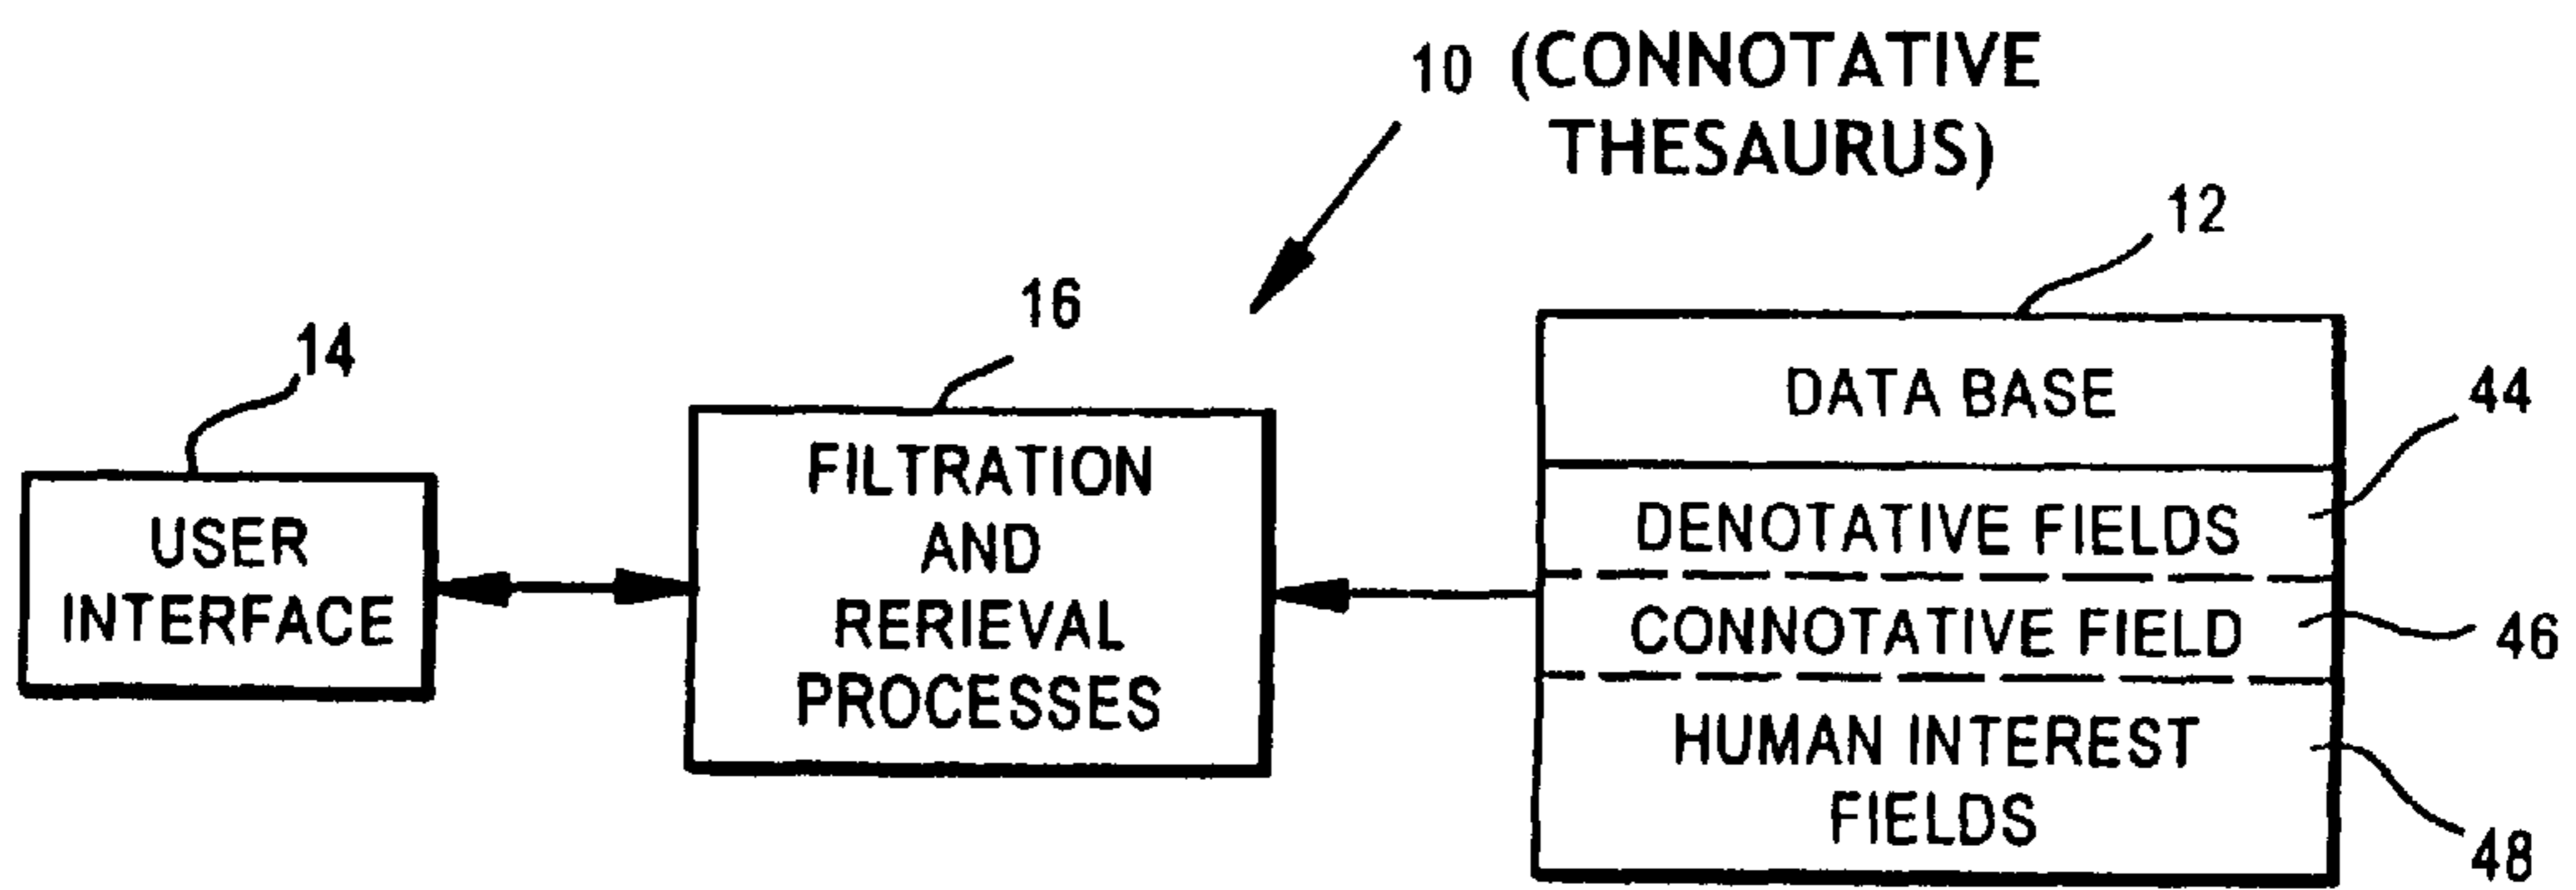 10 (CONNOTATIVE
THESAURUS)
12
16
14
DATA BASE
44
DENOTATIVE FIELDS
CONNOTATIVE FIELD
46
HUMAN INTEREST
FIELDS
48
FILTRATION
AND
RERIEVAL
PROCESSES
USER
INTERFACE